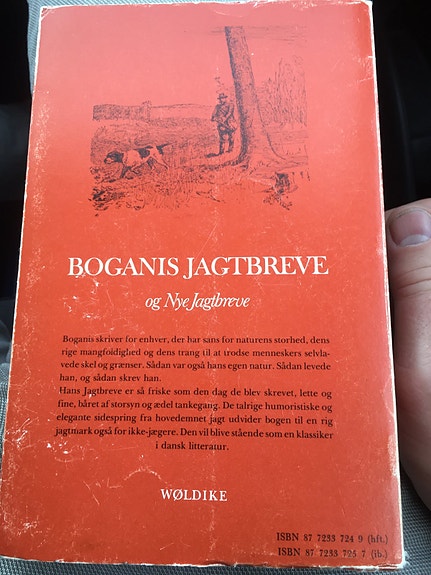 BOGANIS JAGTBREVE
og Nye Jagtbreve
Boganis skriver for enhver, der har sans for naturens storhed, dens
rige mangfoldighed og dens trang til at trodse menneskers selvla-
vede skel og grænser. Sådan var også hans egen natur. Sådan levede
han, og sådan skrev han.
Hans Jagtbreve er så friske som den dag de blev skrevet, lette og
fine, båret af storsyn og ædel tankegang. De talrige humoristiske og
elegante sidespring fra hovedemnet jagt udvider bogen til en rig
jagtmark også for ikke-jægere. Den vil blive stående som en klassiker
i dansk litteratur.
WØLDIKE
ISBN 87 7233 724 9 (hft.)
ISBN 87 7233 725 7 (ib.)